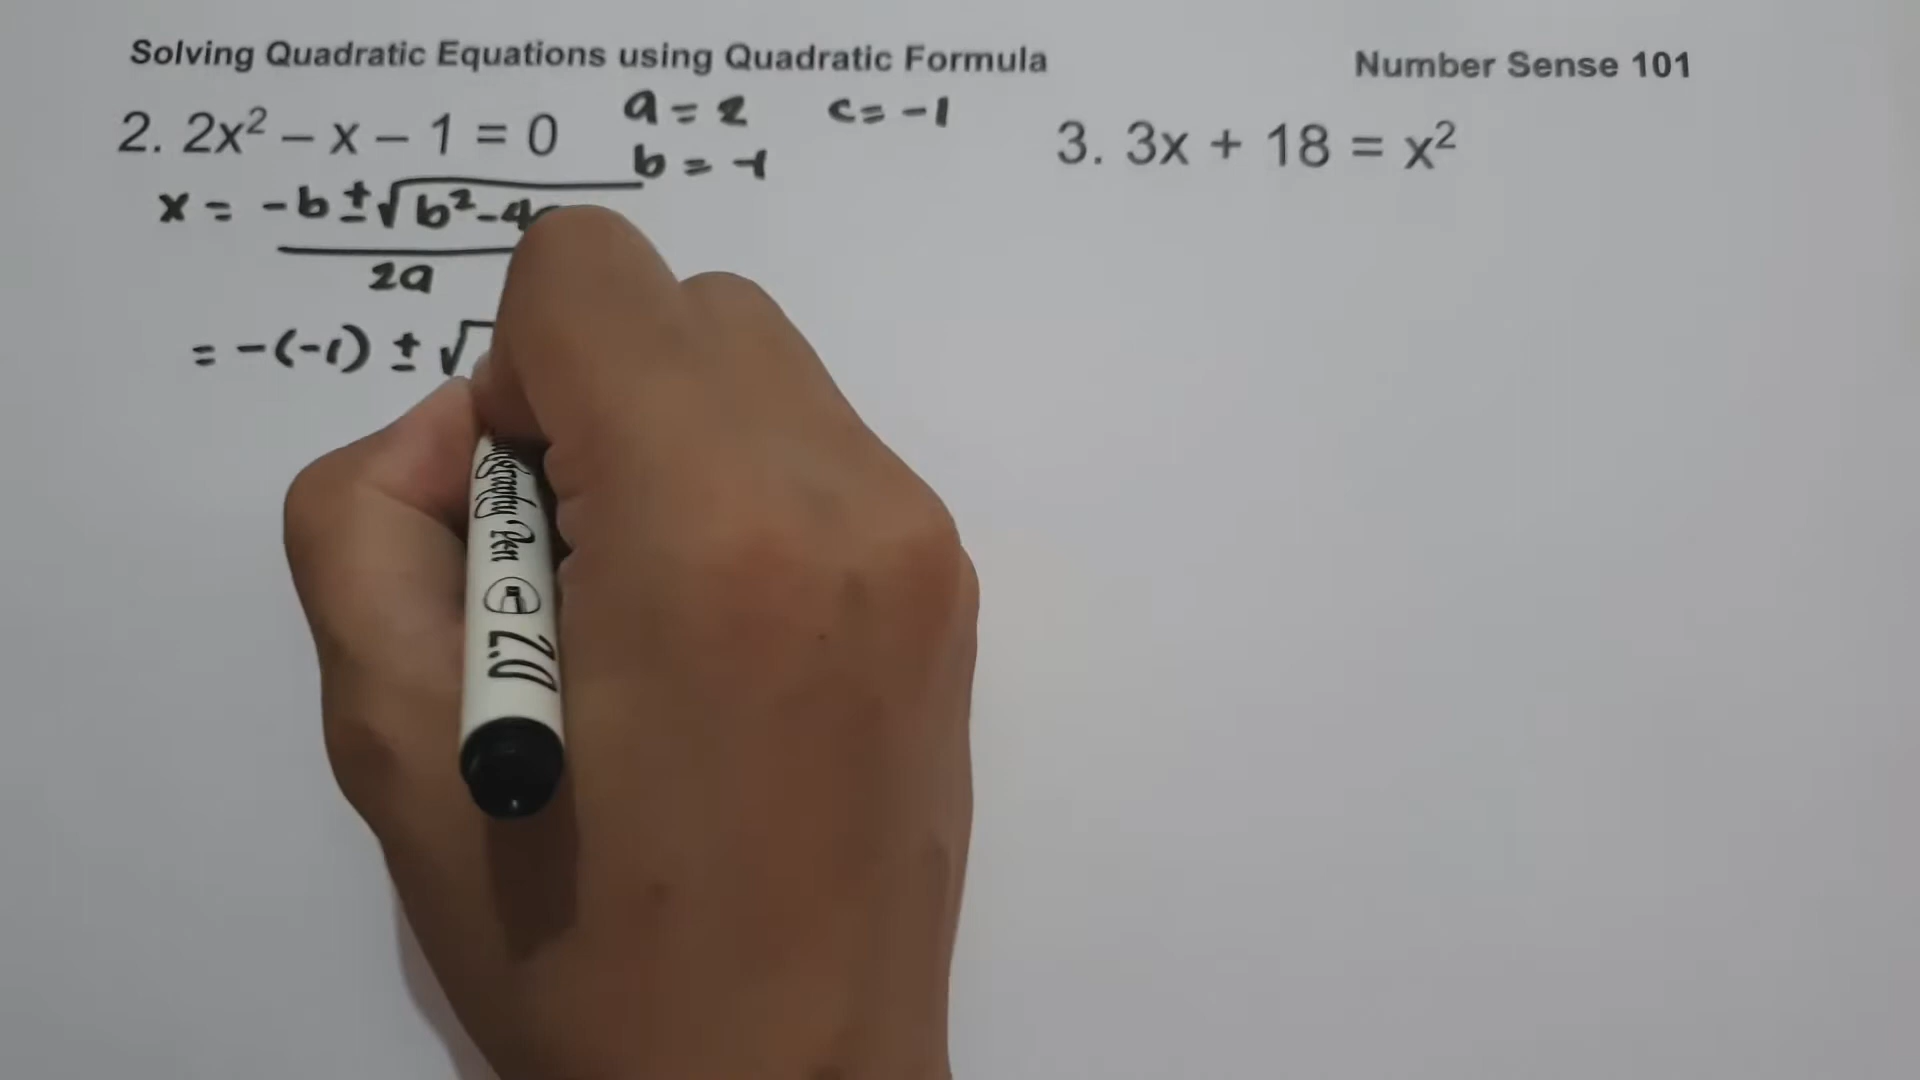 Solving Quadratic Equations using Quadratic Formula
Number Sense 101
2. 2x² – x – 1 = 0
a = 2
c = -1
b = -1
x = -b ± √b² - 4
2a
= -(-1) ± √
3. 3x + 18 = x²
Pen
2.0